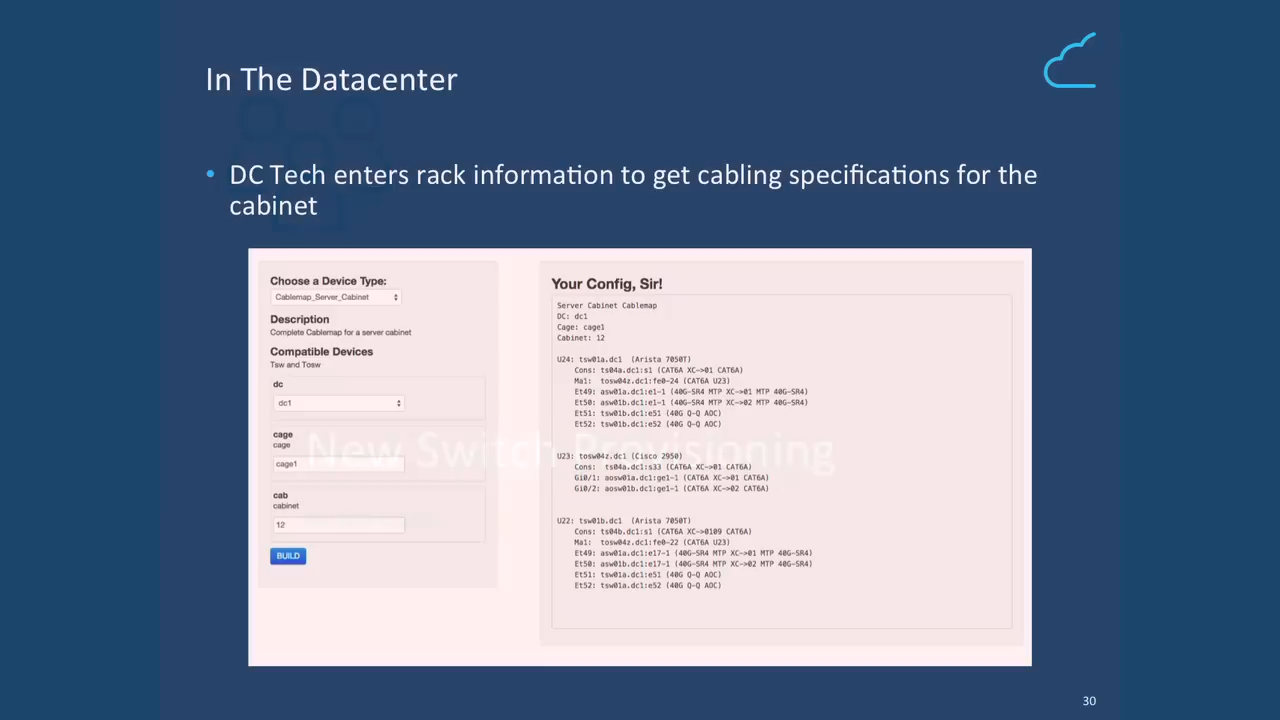 In The Datacenter
• DC Tech enters rack information to get cabling specifications for the
cabinet
Choose a Device Type:
Cablemap_Server_Cabinet
Description
Complete Cablemap for a server cabinet
Compatible Devices
Tsw and Tosw
dc
dc1
cage
cage
cage1
cab
cabinet
12
BUILD
Your Config, Sir!
Server Cabinet Cablemap
DC: dc1
Cage: cage1
Cabinet: 12
U24: tsw01a.dc1 (Arista 7050T)
Cons: ts04a.dc1:s1 (CAT6A XC->01 CAT6A)
Ma1: tosw04z.dc1:fe0-24 (CAT6A U23)
Et49: asw01a.dc1:e1-1 (40G-SR4 MTP XC->01 MTP 40G-SR4)
Et50: asw01b.dc1:e1-1 (40G-SR4 MTP XC->02 MTP 40G-SR4)
Et51: tsw01b.dc1:e51 (40G Q-Q AOC)
Et52: tsw01b.dc1:e52 (40G Q-Q AOC)
New Switch Provisioning
U23: tosw04z.dc1 (Cisco 2950)
Cons: ts04a.dc1:s33 (CAT6A XC->01 CAT6A)
Gi0/1: aosw01a.dc1:ge1-1 (CAT6A XC->01 CAT6A)
Gi0/2: aosw01b.dc1:ge1-1 (CAT6A XC->02 CAT6A)
U22: tsw01b.dc1 (Arista 7050T)
Cons: ts04b.dc1:s1 (CAT6A XC->0109 CAT6A)
Ma1: tosw04z.dc1:fe0-22 (CAT6A U23)
Et49: asw01a.dc1:e17-1 (40G-SR4 MTP XC->01 MTP 40G-SR4)
Et50: asw01b.dc1:e17-1 (40G-SR4 MTP XC->02 MTP 40G-SR4)
Et51: tsw01a.dc1:e51 (40G Q-Q AOC)
Et52: tsw01a.dc1:e52 (40G Q-Q AOC)
30